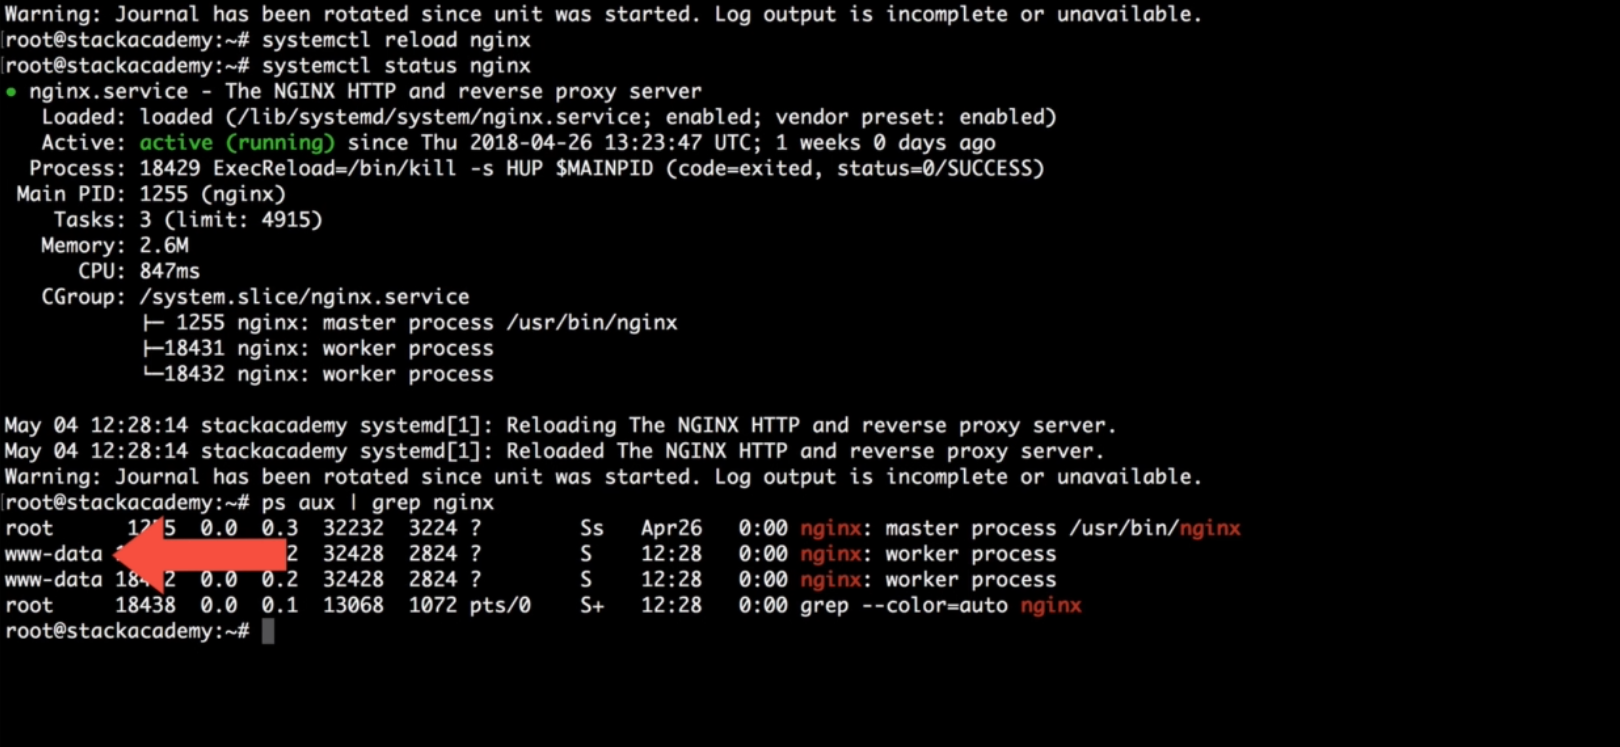 Warning: Journal has been rotated since unit was started. Log output is incomplete or unavailable.
[root@stackacademy:~# systemctl reload nginx
[root@stackacademy:~# systemctl status nginx
● nginx.service - The NGINX HTTP and reverse proxy server
Loaded: loaded (/lib/systemd/system/nginx.service; enabled; vendor preset: enabled)
Active: active (running) since Thu 2018-04-26 13:23:47 UTC; 1 weeks 0 days ago
Process: 18429 ExecReload=/bin/kill -s HUP $MAINPID (code=exited, status=0/SUCCESS)
Main PID: 1255 (nginx)
Tasks: 3 (limit: 4915)
Memory: 2.6M
CPU: 847ms
CGroup: /system.slice/nginx.service
├─ 1255 nginx: master process /usr/bin/nginx
├─18431 nginx: worker process
└─18432 nginx: worker process
May 04 12:28:14 stackacademy systemd[1]: Reloading The NGINX HTTP and reverse proxy server.
May 04 12:28:14 stackacademy systemd[1]: Reloaded The NGINX HTTP and reverse proxy server.
Warning: Journal has been rotated since unit was started. Log output is incomplete or unavailable.
[root@stackacademy:~# ps aux | grep nginx
root 1255 0.0 0.3 32232 3224 ? Ss Apr26 0:00 nginx: master process /usr/bin/nginx
www-data 32428 2824 ? S 12:28 0:00 nginx: worker process
www-data 18432 0.0 0.2 32428 2824 ? S 12:28 0:00 nginx: worker process
root 18438 0.0 0.1 13068 1072 pts/0 S+ 12:28 0:00 grep --color=auto nginx
root@stackacademy:~#